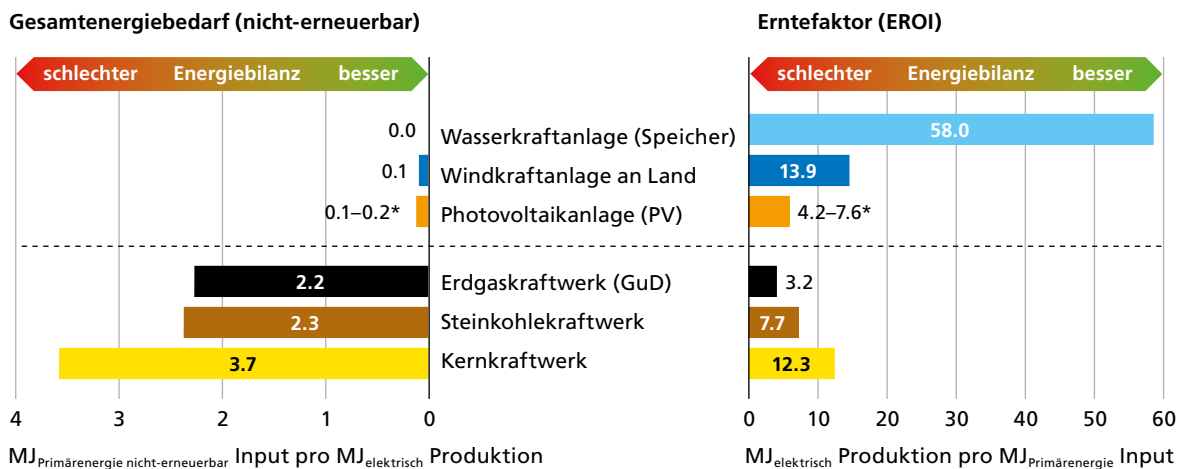 Gesamtenergiebedarf (nicht-erneuerbar)
Erntefaktor (EROI)
schlechter Energiebilanz besser
schlechter Energiebilanz besser
0.0 Wasserkraftanlage (Speicher) 58.0
0.1 Windkraftanlage an Land 13.9
0.1–0.2* Photovoltaikanlage (PV) 4.2–7.6*
2.2 Erdgaskraftwerk (GuD) 3.2
2.3 Steinkohlekraftwerk 7.7
3.7 Kernkraftwerk 12.3
4 3 2 1 0
0 10 20 30 40 50 60
MJPrimärenergie nicht-erneuerbar Input pro MJelektrisch Produktion
MJelektrisch Produktion pro MJPrimärenergie Input